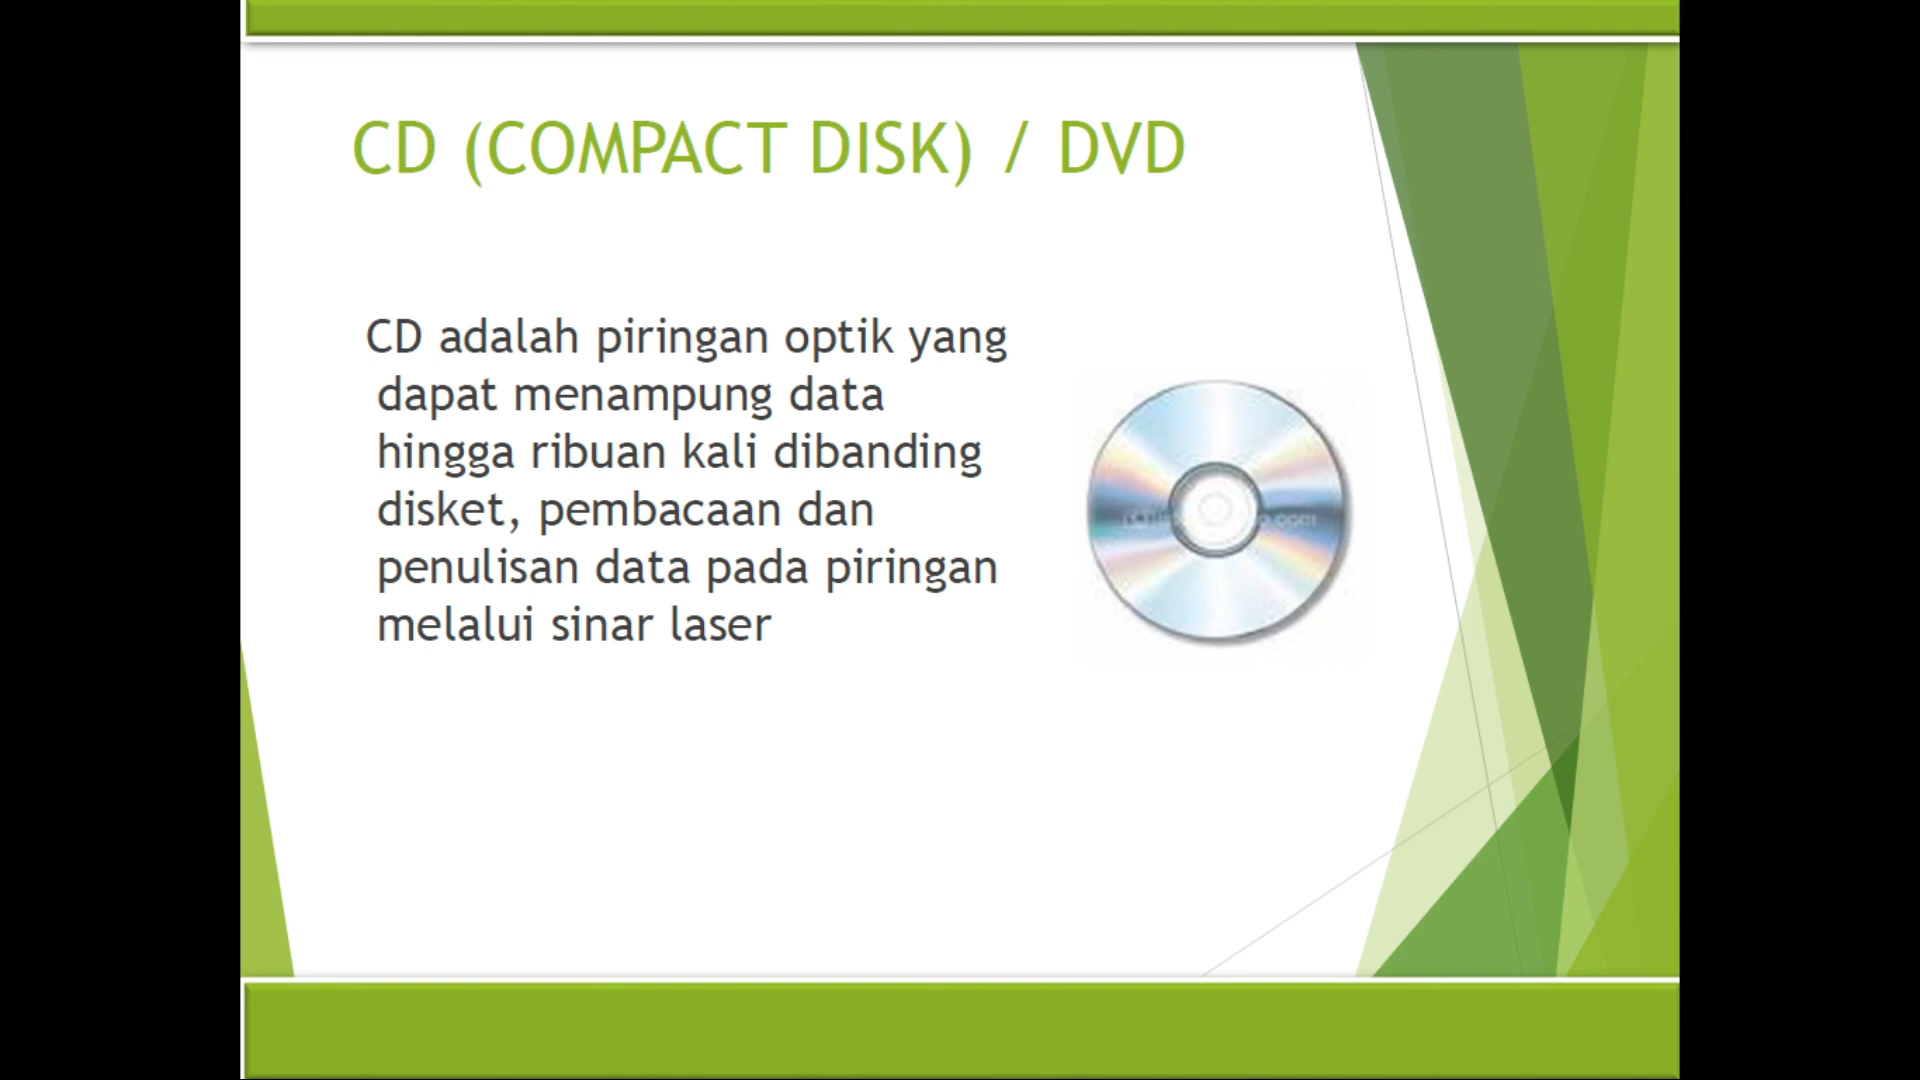 CD (COMPACT DISK) / DVD
CD adalah piringan optik yang
dapat menampung data
hingga ribuan kali dibanding
disket, pembacaan dan
penulisan data pada piringan
melalui sinar laser